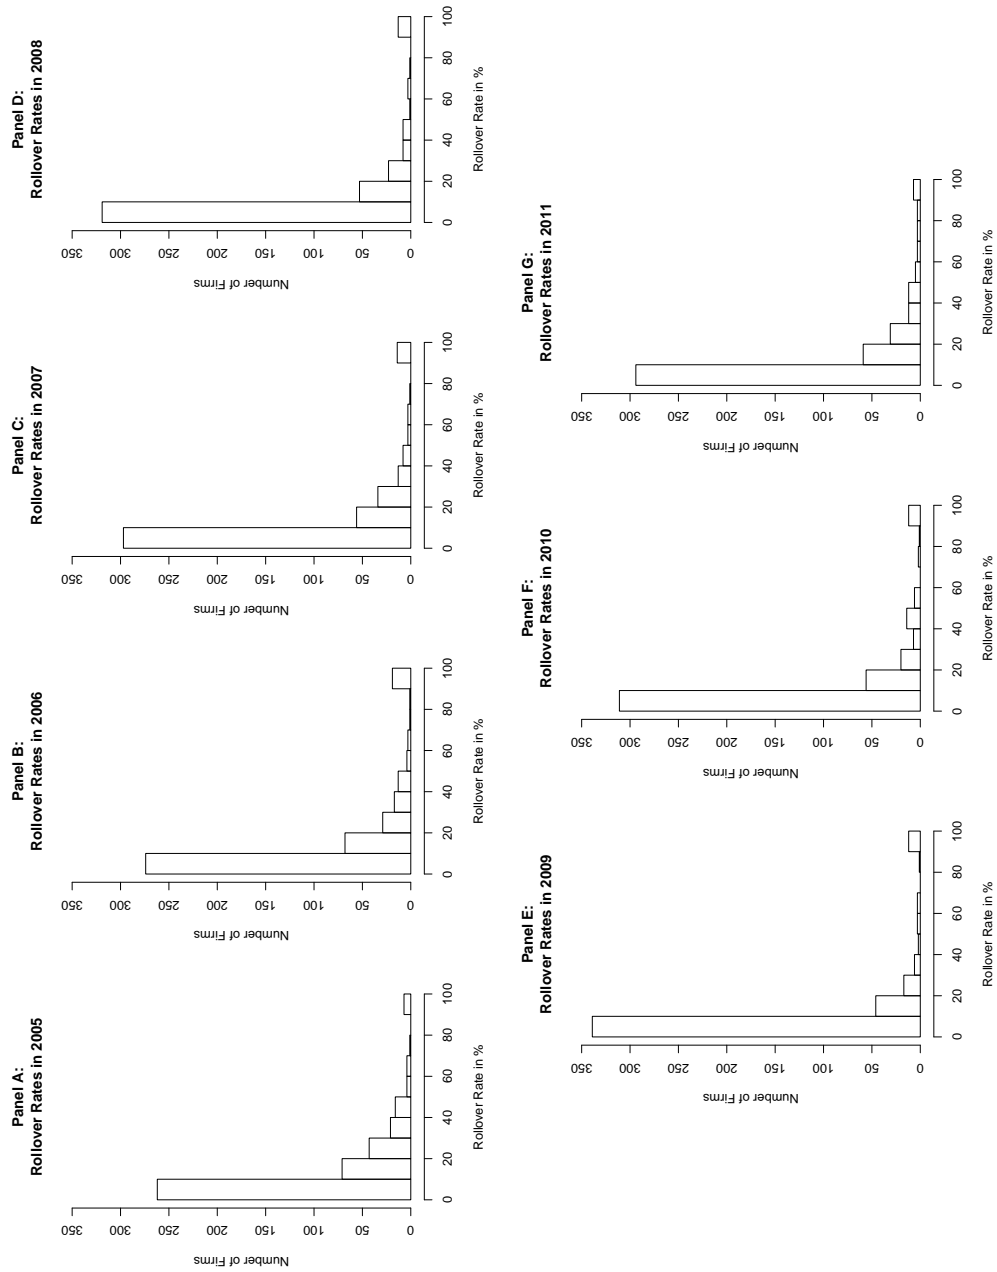 Panel A:
Rollover Rates in 2005
Number of Firms
0 50 100 150 200 250 300 350
0 20 40 60 80 100
Rollover Rate in %
Panel B:
Rollover Rates in 2006
Number of Firms
0 50 100 150 200 250 300 350
0 20 40 60 80 100
Rollover Rate in %
Panel C:
Rollover Rates in 2007
Number of Firms
0 50 100 150 200 250 300 350
0 20 40 60 80 100
Rollover Rate in %
Panel D:
Rollover Rates in 2008
Number of Firms
0 50 100 150 200 250 300 350
0 20 40 60 80 100
Rollover Rate in %
Panel E:
Rollover Rates in 2009
Number of Firms
0 50 100 150 200 250 300 350
0 20 40 60 80 100
Rollover Rate in %
Panel F:
Rollover Rates in 2010
Number of Firms
0 50 100 150 200 250 300 350
0 20 40 60 80 100
Rollover Rate in %
Panel G:
Rollover Rates in 2011
Number of Firms
0 50 100 150 200 250 300 350
0 20 40 60 80 100
Rollover Rate in %